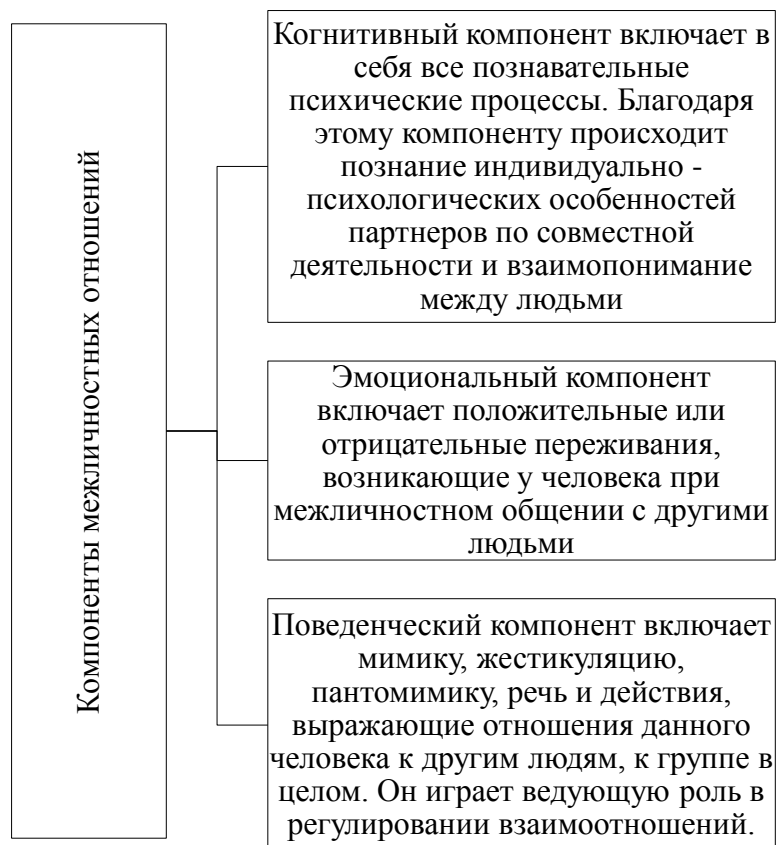 Компоненты межличностных отношений
Когнитивный компонент включает в
себя все познавательные
психические процессы. Благодаря
этому компоненту происходит
познание индивидуально -
психологических особенностей
партнеров по совместной
деятельности и взаимопонимание
между людьми
Эмоциональный компонент
включает положительные или
отрицательные переживания,
возникающие у человека при
межличностном общении с другими
людьми
Поведенческий компонент включает
мимику, жестикуляцию,
пантомимику, речь и действия,
выражающие отношения данного
человека к другим людям, к группе в
целом. Он играет ведующую роль в
регулировании взаимоотношений.